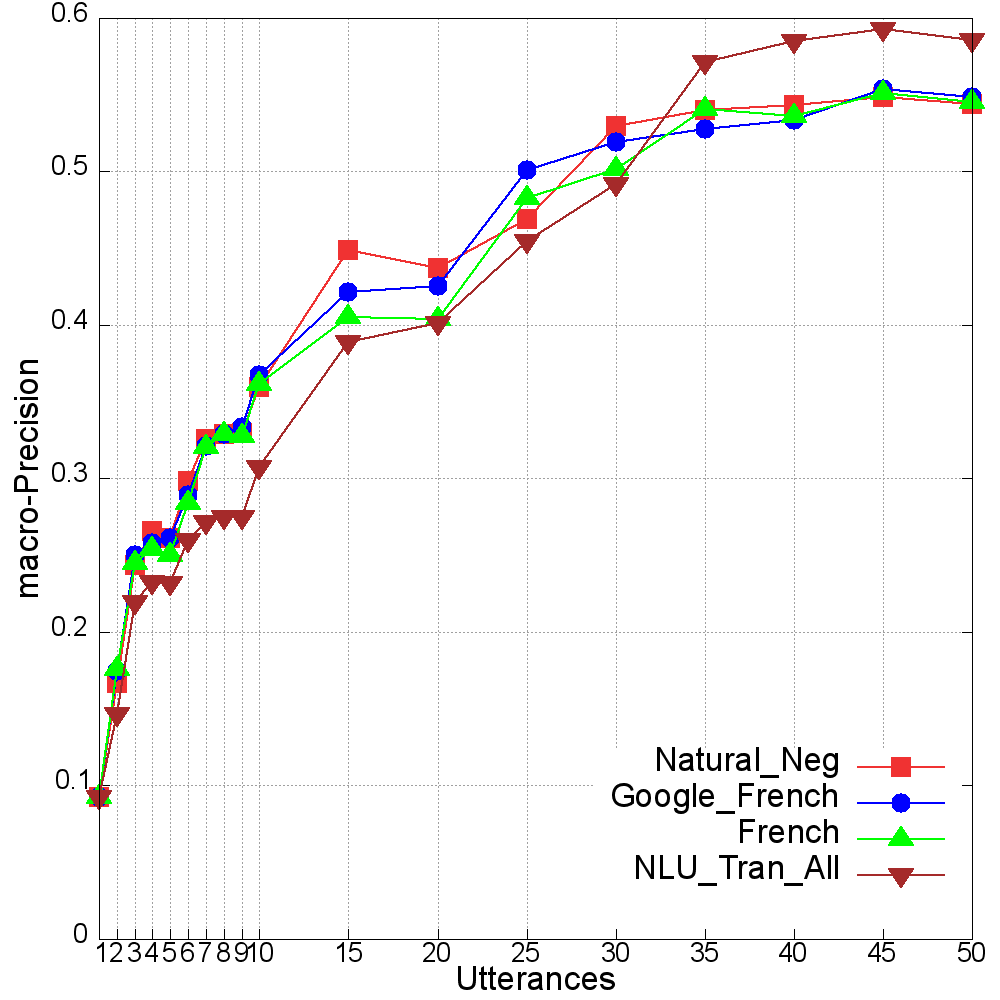 0.6
0.5
0.4
0.3
0.2
0.1
0
macro-Precision
Natural_Neg
Google_French
French
NLU_Tran_All
1 2 3 4 5 6 7 8 9 10 15 20 25 30 35 40 45 50
Utterances